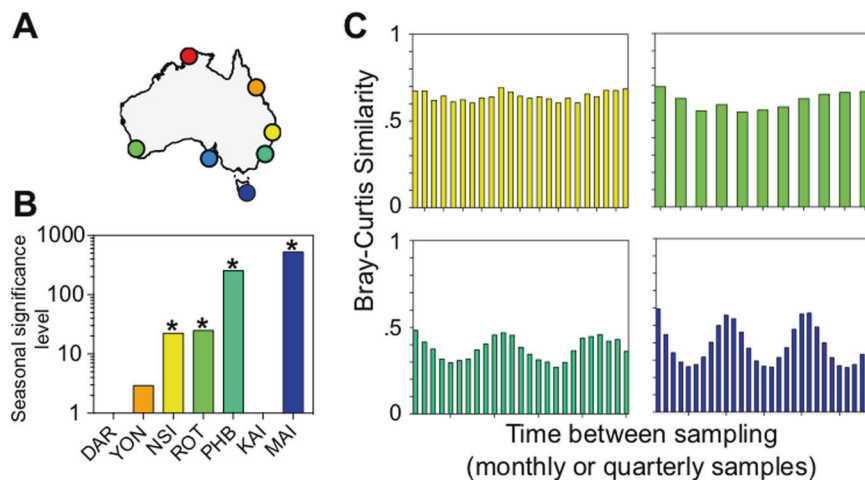 A
B
Seasonal significance
level
1000
100
10
1
*
*
*
*
DAR
YON
NSI
ROT
PHB
KAI
MAI
C
Bray-Curtis Similarity
1
.5
0
1
.5
0
Time between sampling
(monthly or quarterly samples)